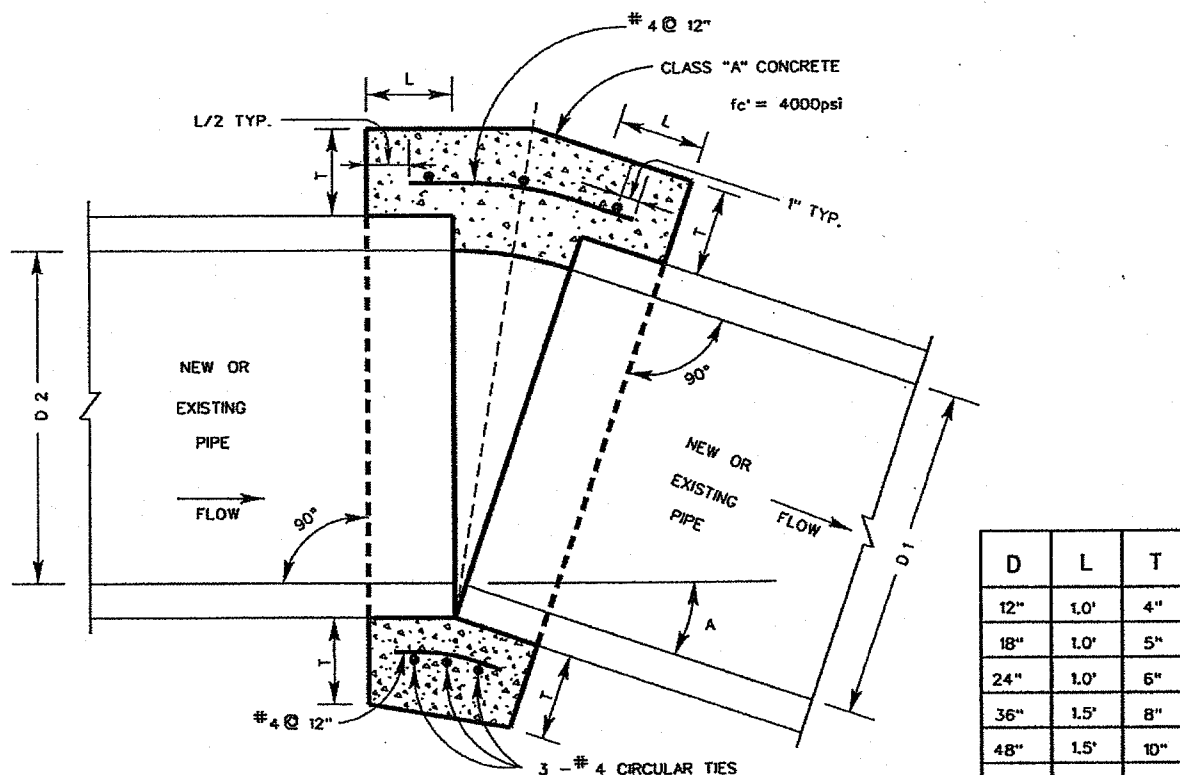 #4 @ 12"
CLASS "A" CONCRETE
fc' = 4000psi
L
L/2 TYP.
L
T
1" TYP.
T
D2
NEW OR
EXISTING
PIPE
FLOW
90°
90°
NEW OR
EXISTING
PIPE
FLOW
D1
A
T
T
#4 @ 12"
3 - #4 CIRCULAR TIES
D L T
12" 1.0' 4"
18" 1.0' 5"
24" 1.0' 6"
36" 1.5' 8"
48" 1.5' 10"